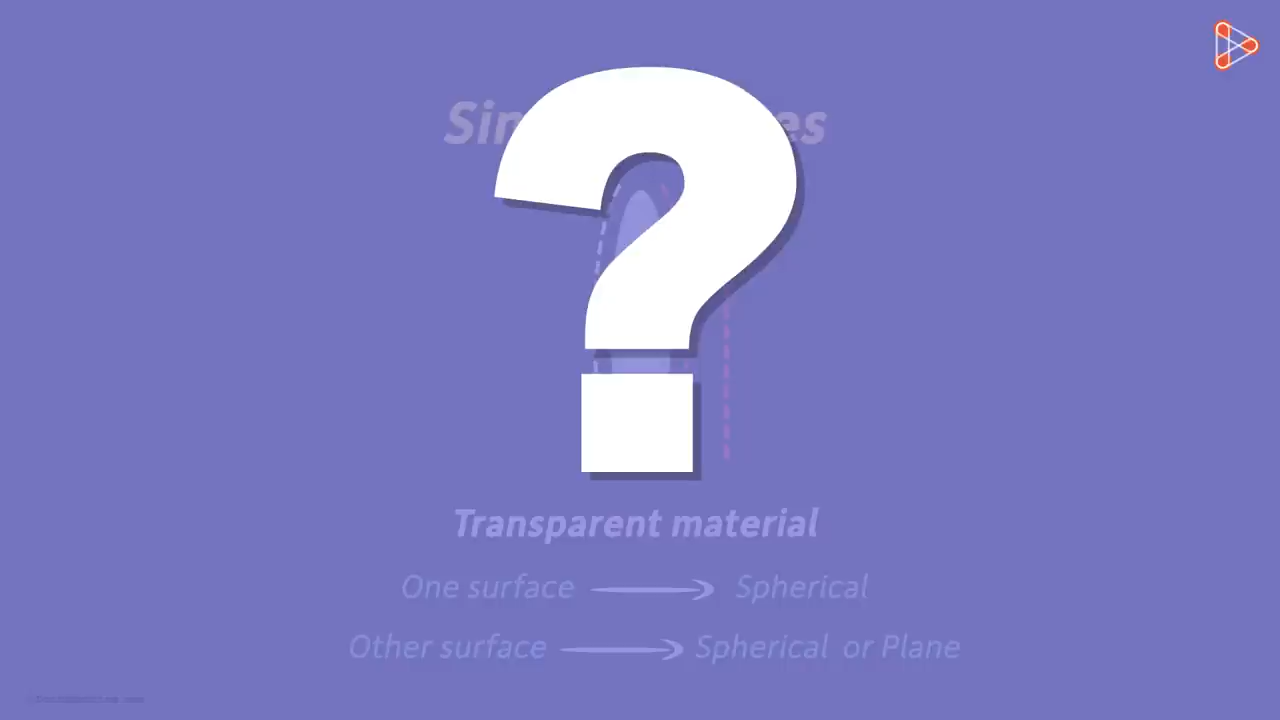 ?
Transparent material
One surface → Spherical
Other surface → Spherical or Plane